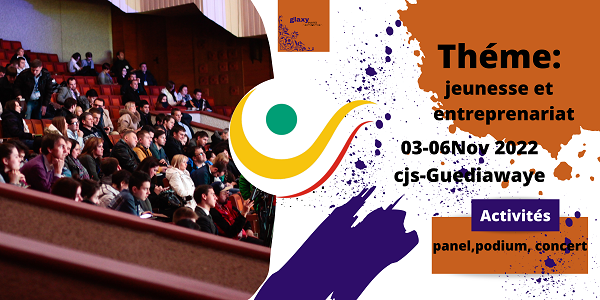 glaxy
Théme:
jeunesse et
entreprenariat
03-06Nov 2022
cjs-Guediawaye
Activités
panel,podium, concert